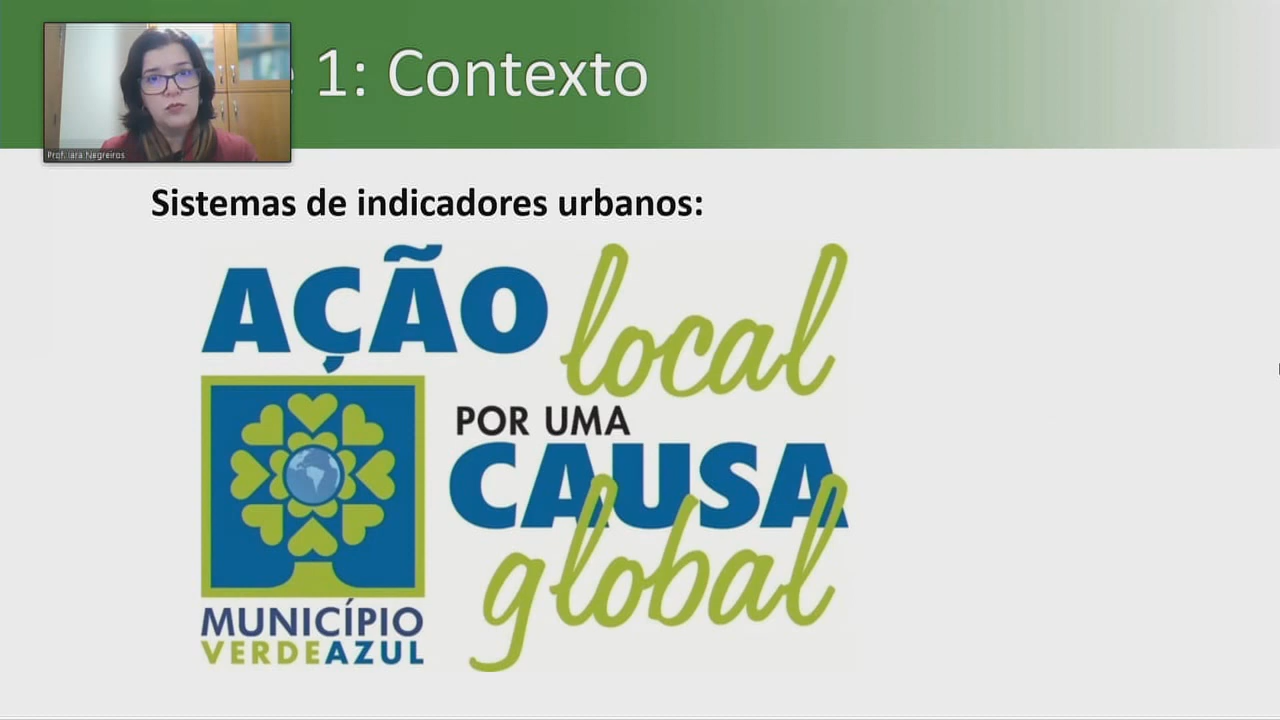 e 1: Contexto
Prof. Iara Negreiros
Sistemas de indicadores urbanos:
AÇÃO local
POR UMA
CAUSA
global
MUNICÍPIO
VERDEAZUL